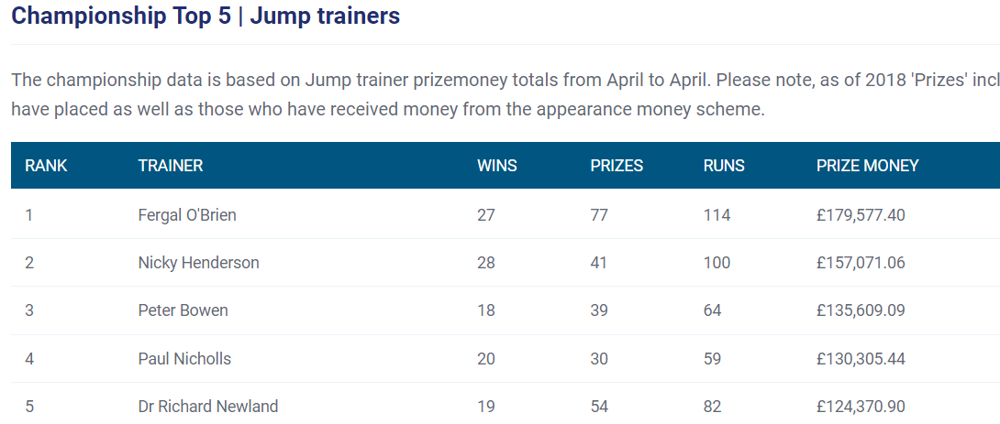 Championship Top 5 | Jump trainers
The championship data is based on Jump trainer prizemoney totals from April to April. Please note, as of 2018 'Prizes' incl
have placed as well as those who have received money from the appearance money scheme.
RANK TRAINER WINS PRIZES RUNS PRIZE MONEY
1 Fergal O'Brien 27 77 114 £179,577.40
2 Nicky Henderson 28 41 100 £157,071.06
3 Peter Bowen 18 39 64 £135,609.09
4 Paul Nicholls 20 30 59 £130,305.44
5 Dr Richard Newland 19 54 82 £124,370.90